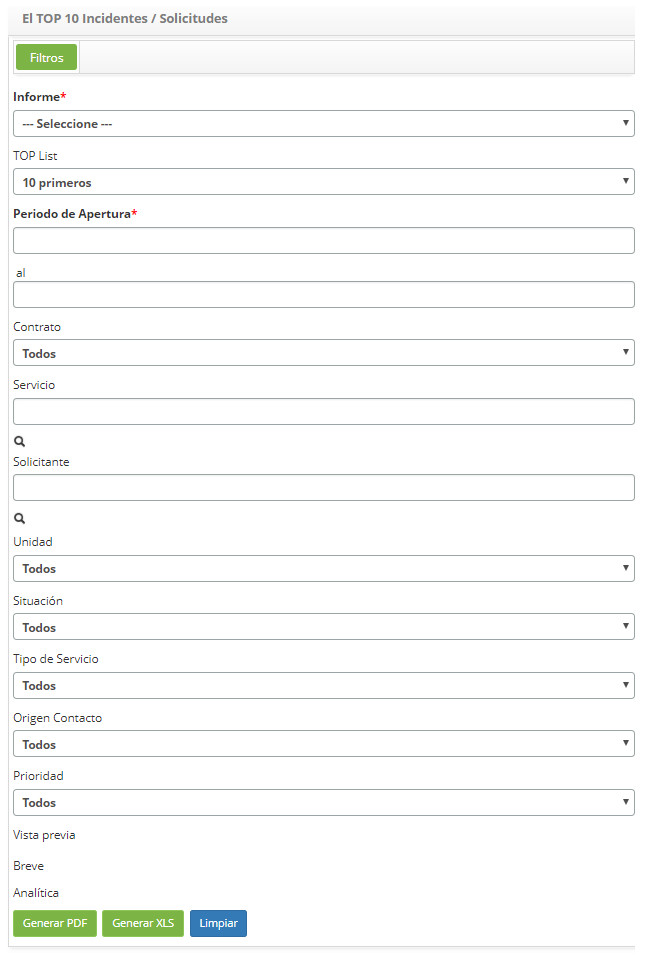 El TOP 10 Incidentes / Solicitudes
Filtros
Informe*
--- Seleccione ---
TOP List
10 primeros
Periodo de Apertura*
al
Contrato
Todos
Servicio
Solicitante
Unidad
Todos
Situación
Todos
Tipo de Servicio
Todos
Origen Contacto
Todos
Prioridad
Todos
Vista previa
Breve
Analítica
Generar PDF Generar XLS Limpiar